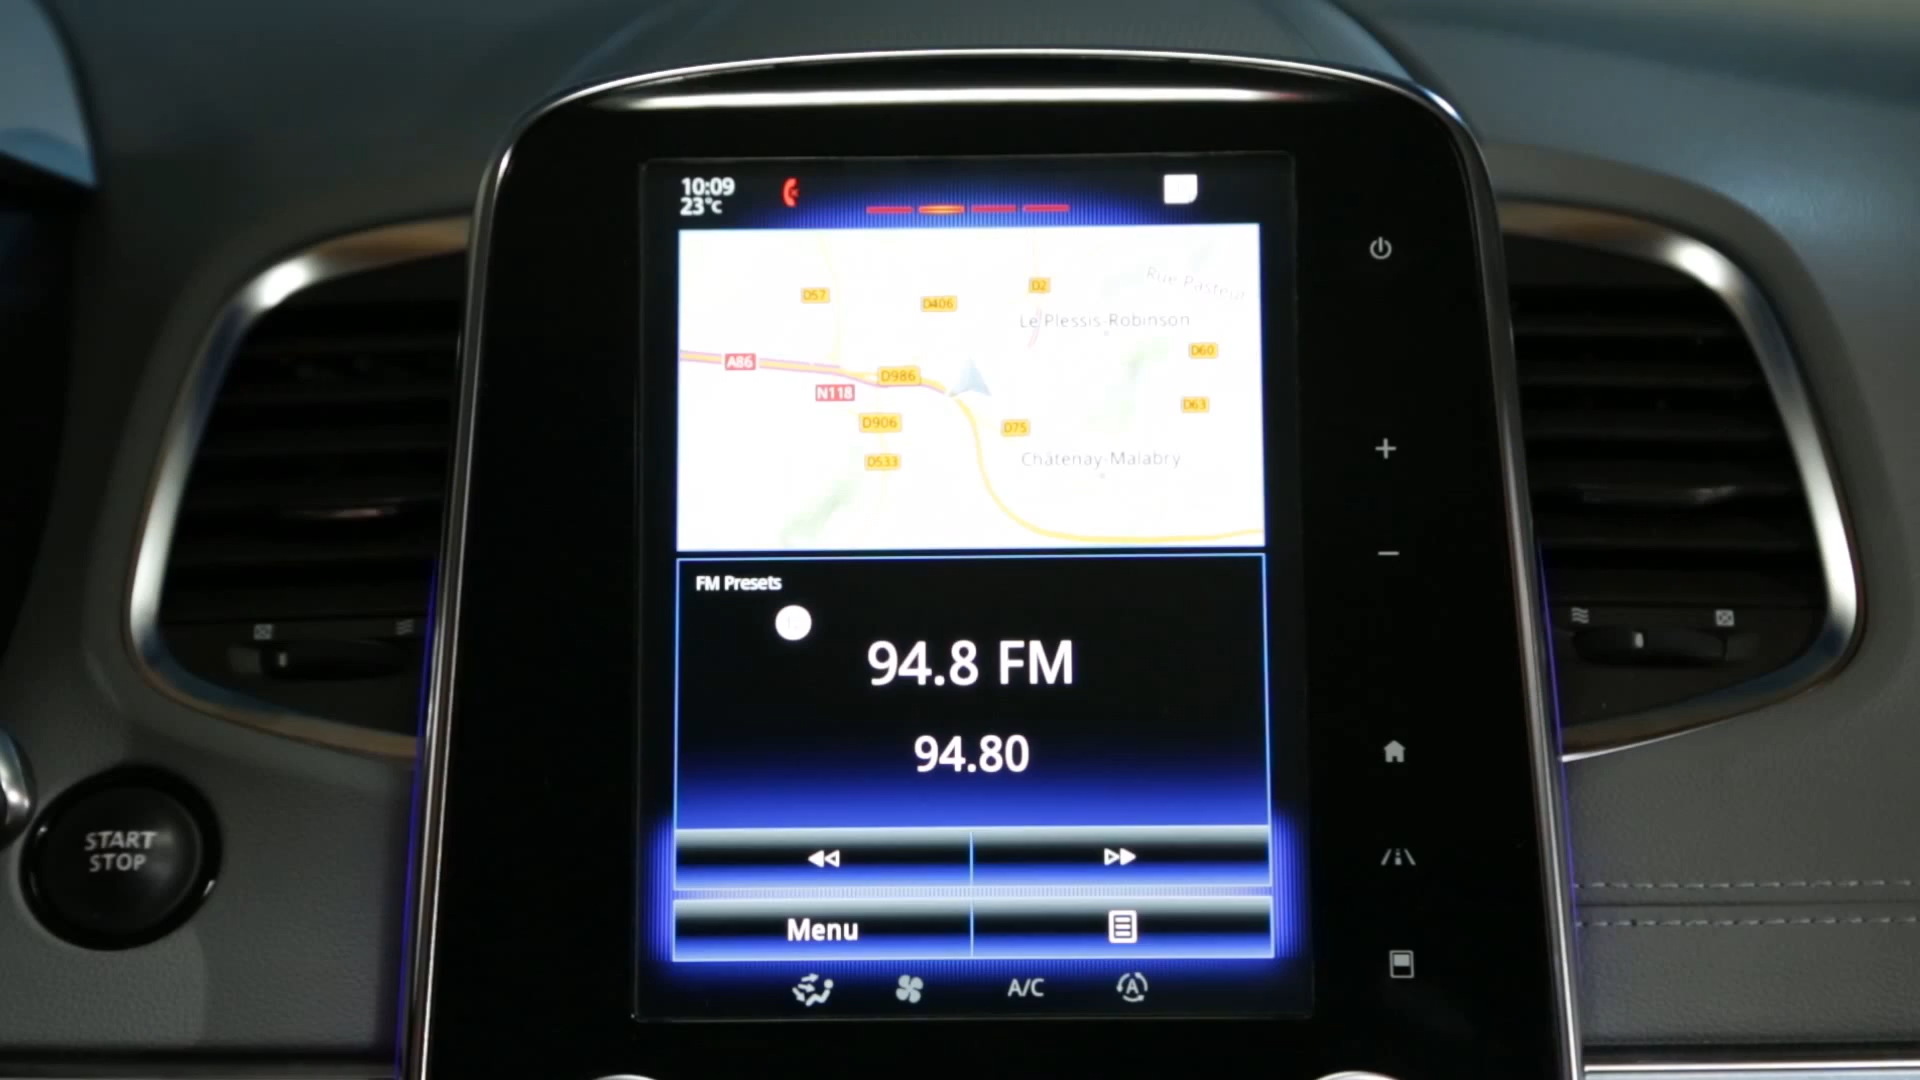 10:09
23°C
Rue Pasteur
D57
D406
D2
Le Plessis-Robinson
D60
A86
D986
N118
D63
D906
D75
D533
Châtenay-Malabry
FM Presets
94.8 FM
94.80
START
STOP
Menu
A/C
A